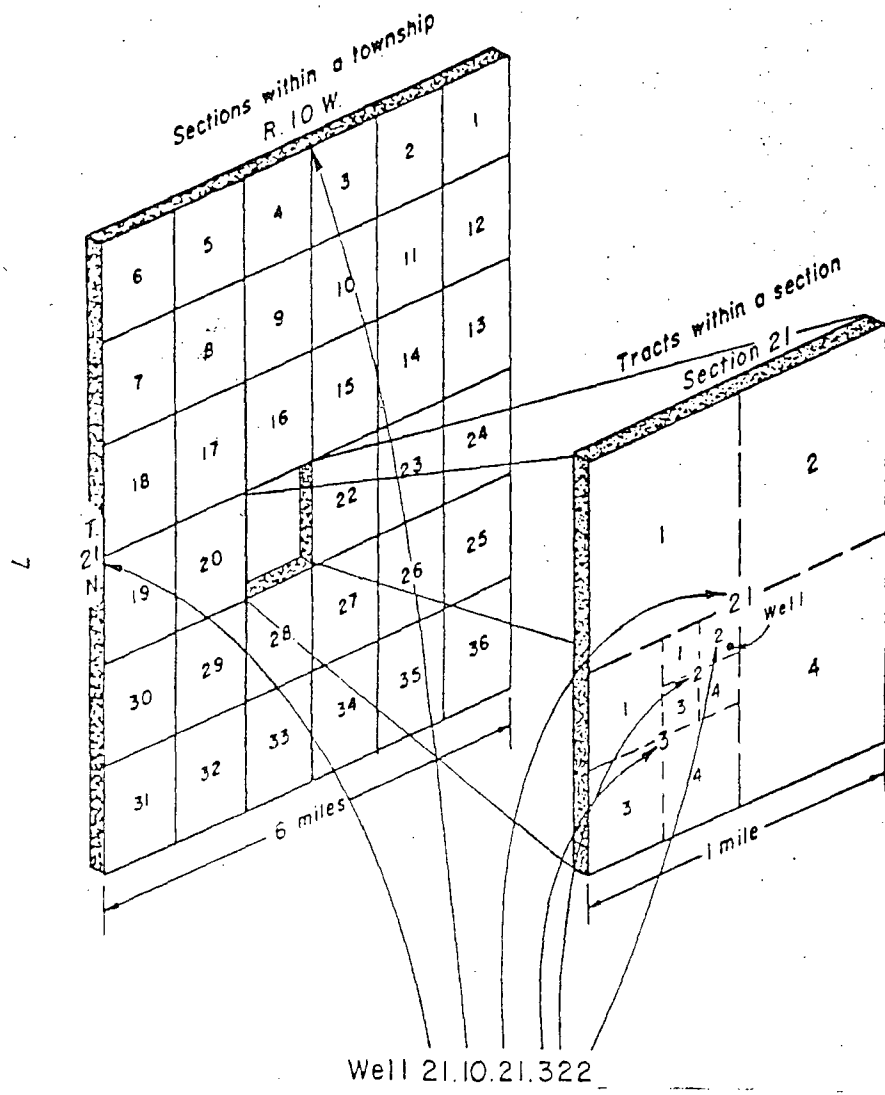 Sections within a township
R. 10 W.
6 5 4 3 2 1
7 8 9 10 11 12
18 17 16 15 14 13
T.
21
N.
19 20 22 23 24
30 29 28 27 26 25
31 32 33 34 35 36
6 miles
Tracts within a section
Section 21
1 2
21
Well
1 2
2
1 3 4 4
3
3 4
1 mile
7
Well 21.10.21.322